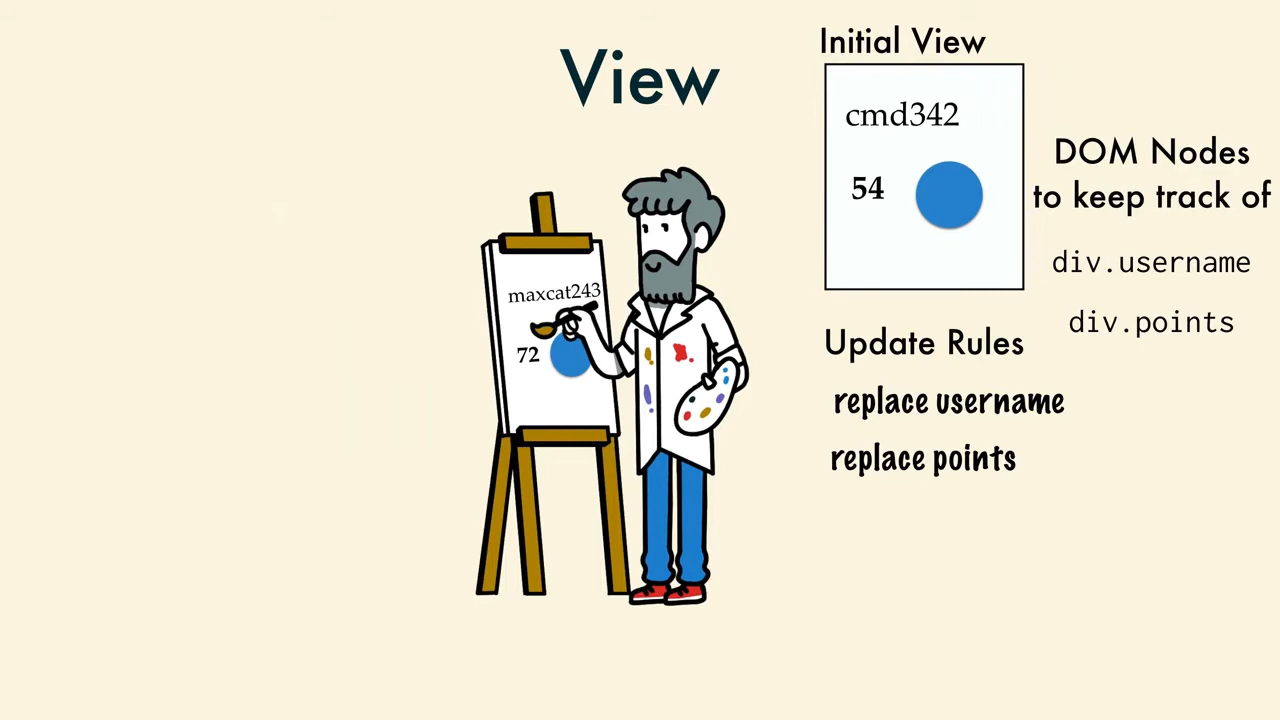 View
maxcat243
72
Initial View
cmd342
54
DOM Nodes
to keep track of
div.username
div.points
Update Rules
replace username
replace points